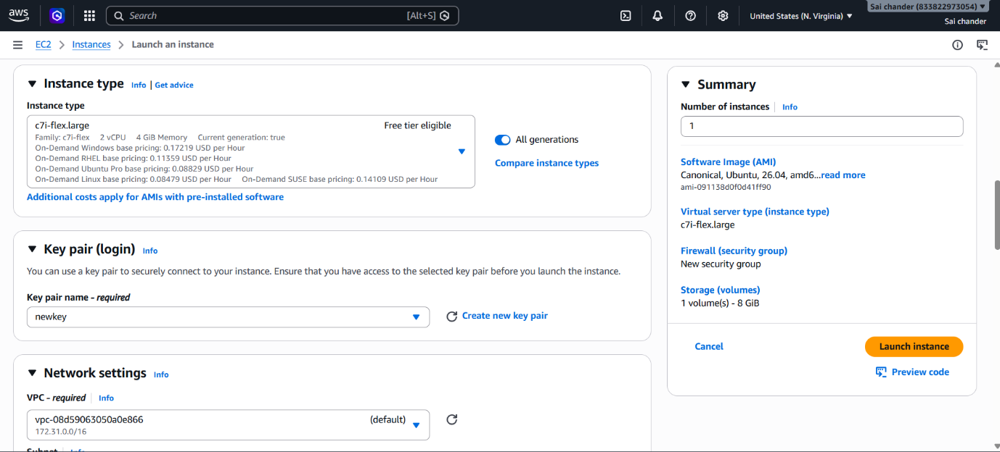 aws
Search
[Alt+S]
United States (N. Virginia)
Sai chander (833822973054)
Sai chander
EC2
Instances
Launch an instance
Instance type
Info | Get advice
Instance type
c7i-flex.large
Free tier eligible
Family: c7i-flex 2 vCPU 4 GiB Memory Current generation: true
On-Demand Windows base pricing: 0.17219 USD per Hour
On-Demand RHEL base pricing: 0.11359 USD per Hour
On-Demand Ubuntu Pro base pricing: 0.08829 USD per Hour
On-Demand Linux base pricing: 0.08479 USD per Hour On-Demand SUSE base pricing: 0.14109 USD per Hour
All generations
Compare instance types
Additional costs apply for AMIs with pre-installed software
Key pair (login)
Info
You can use a key pair to securely connect to your instance. Ensure that you have access to the selected key pair before you launch the instance.
Key pair name - required
newkey
Create new key pair
Network settings
Info
VPC - required
Info
vpc-08d59063050a0e866
(default)
172.31.0.0/16
Subnet
Info
Summary
Number of instances
Info
1
Software Image (AMI)
Canonical, Ubuntu, 26.04, amd6...read more
ami-091138d0f0d41ff90
Virtual server type (instance type)
c7i-flex.large
Firewall (security group)
New security group
Storage (volumes)
1 volume(s) - 8 GiB
Cancel
Launch instance
Preview code